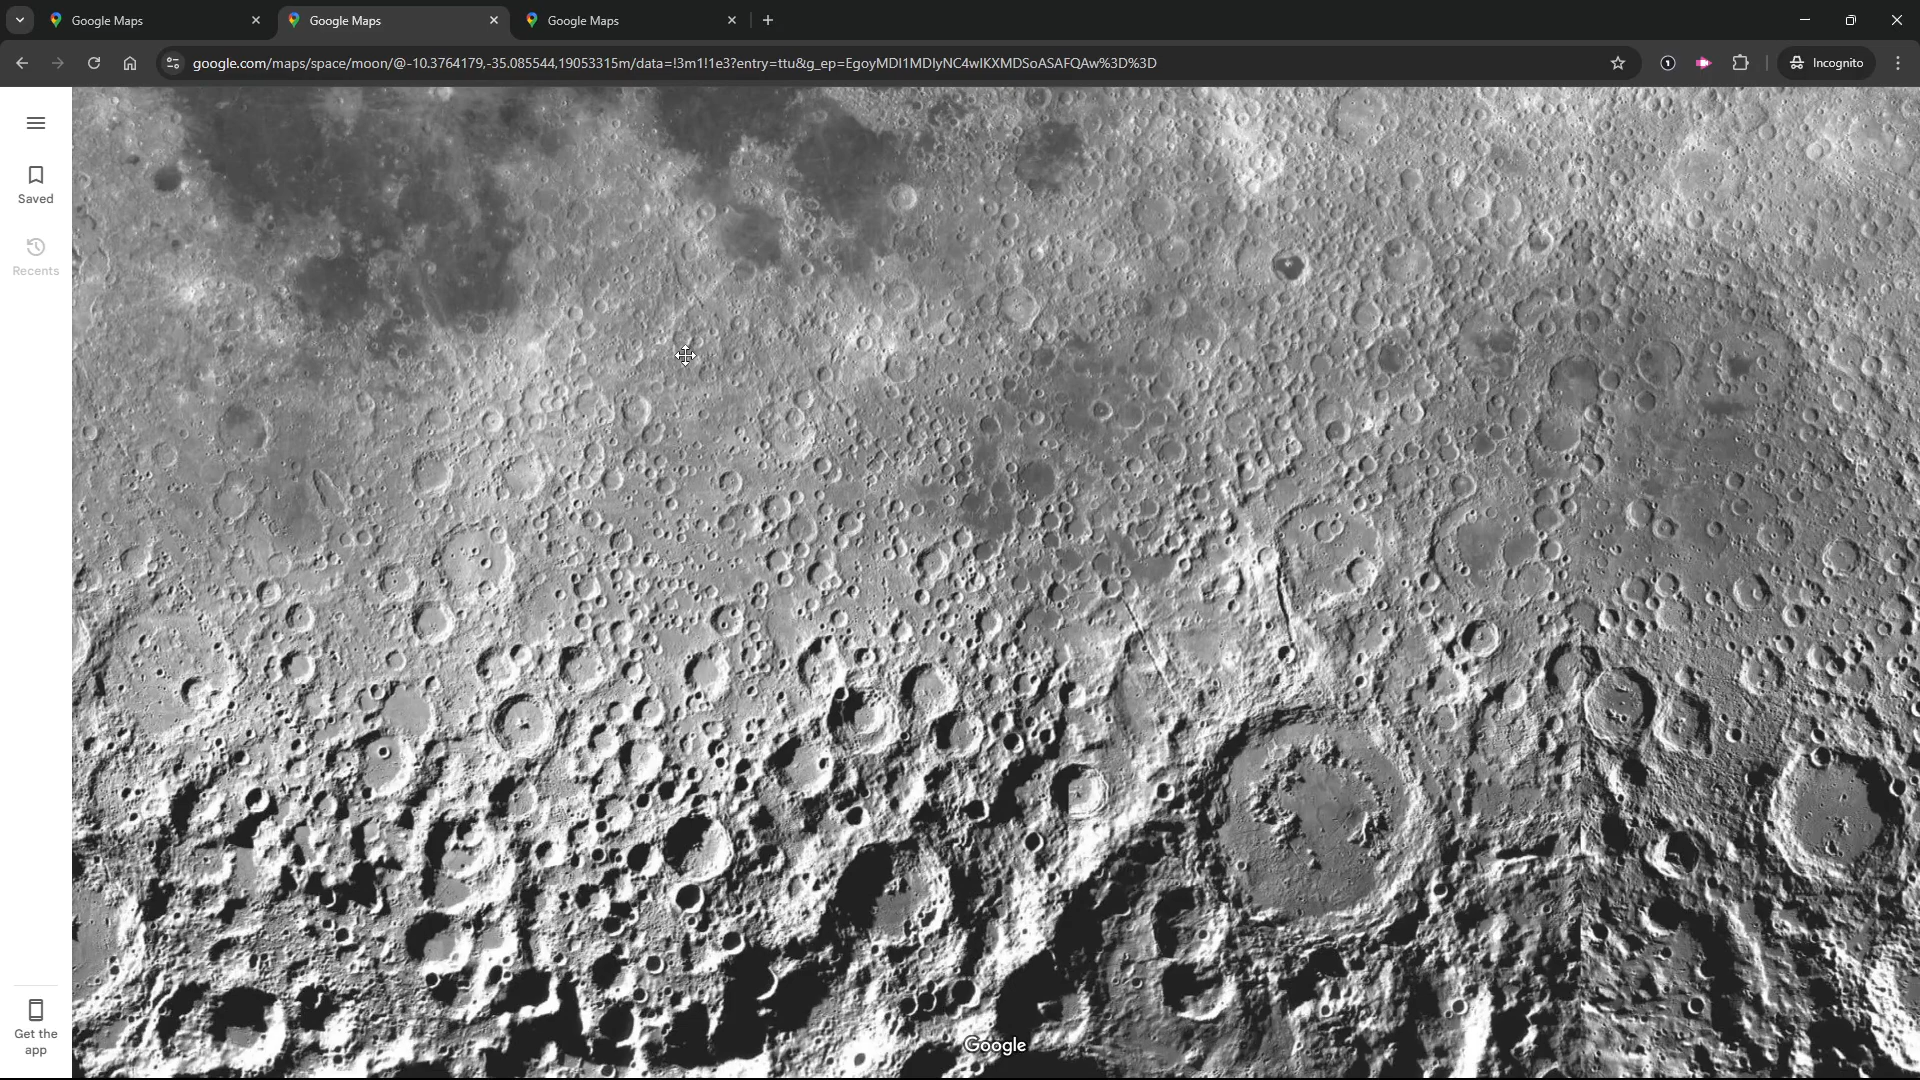 Google Maps
Google Maps
Google Maps
google.com/maps/space/moon/@-10.3764179,-35.085544,19053315m/data=!3m1!1e3?entry=ttu&g_ep=EgoyMDI1MDIyNC4wIKXMDSoASAFQAw%3D%3D
Incognito
Saved
Recents
Get the
app
Google